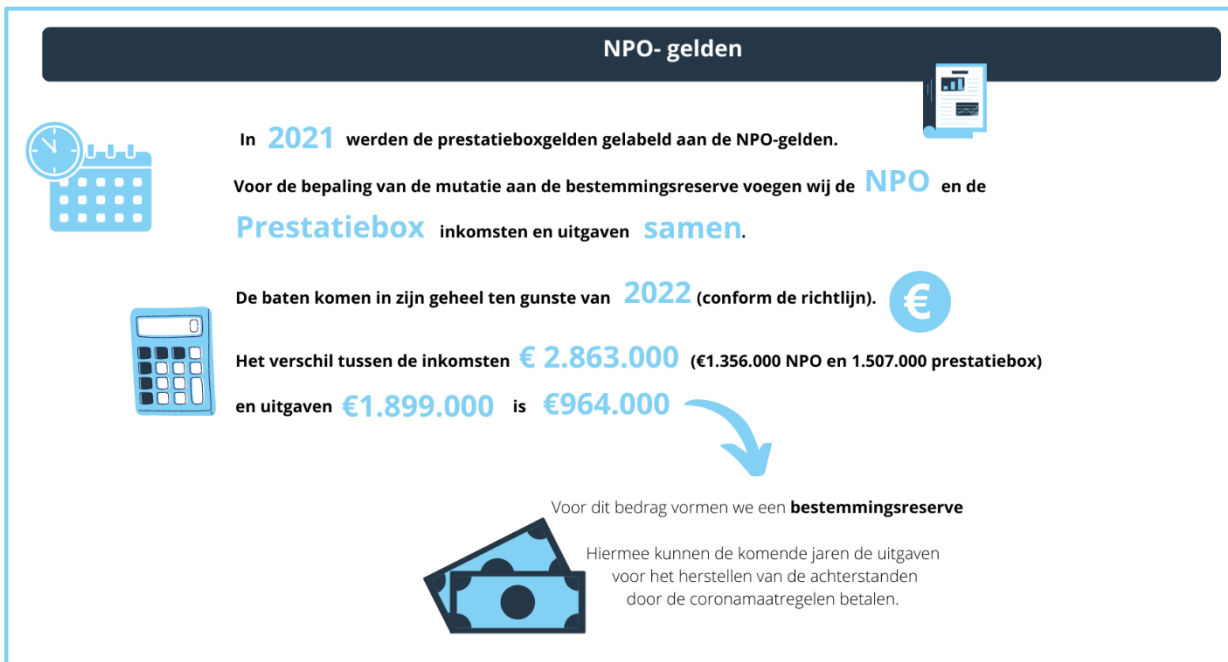 NPO- gelden
In 2021 werden de prestatieboxgelden gelabeld aan de NPO-gelden.
Voor de bepaling van de mutatie aan de bestemmingsreserve voegen wij de NPO en de
Prestatiebox inkomsten en uitgaven samen.
De baten komen in zijn geheel ten gunste van 2022 (conform de richtlijn).
€
Het verschil tussen de inkomsten € 2.863.000 (€1.356.000 NPO en 1.507.000 prestatiebox)
en uitgaven €1.899.000 is €964.000
Voor dit bedrag vormen we een bestemmingsreserve
Hiermee kunnen de komende jaren de uitgaven
voor het herstellen van de achterstanden
door de coronamaatregelen betalen.
0